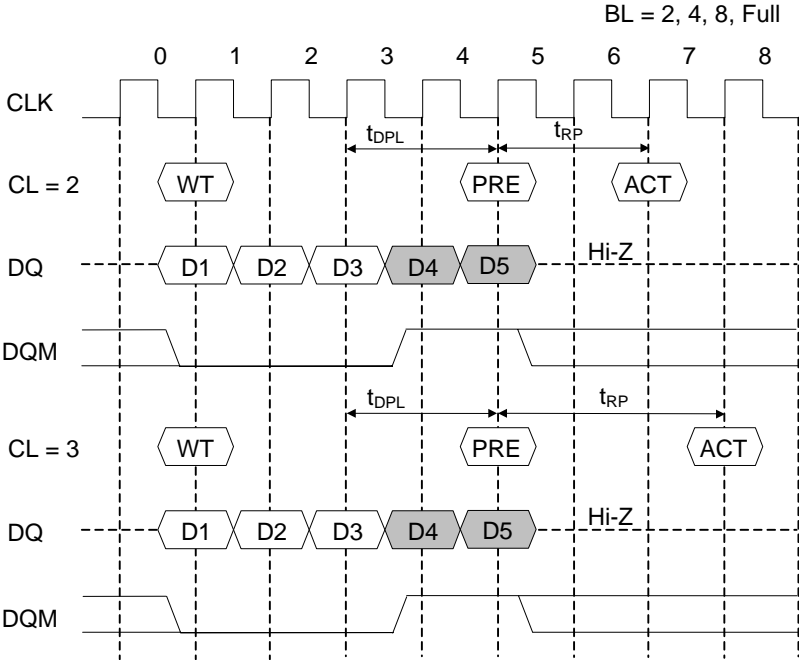 BL = 2, 4, 8, Full
0 1 2 3 4 5 6 7 8
CLK
tDPL tRP
CL = 2 WT PRE ACT
DQ D1 D2 D3 D4 D5 Hi-Z
DQM
tDPL tRP
CL = 3 WT PRE ACT
DQ D1 D2 D3 D4 D5 Hi-Z
DQM